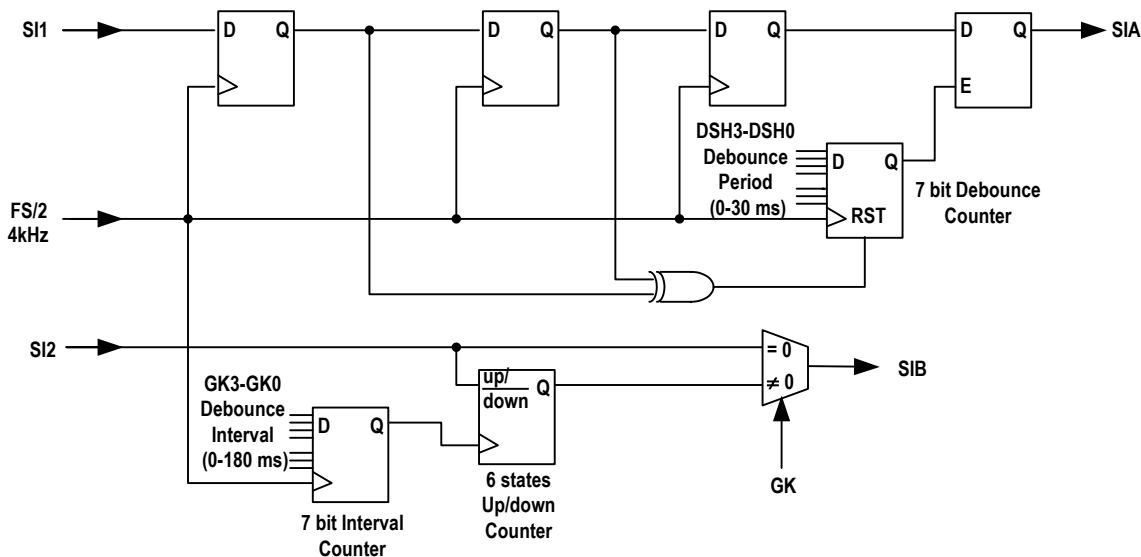 SI1
D Q
D Q
D Q
D Q
E
SIA
DSH3-DSH0
Debounce
Period
(0-30 ms)
D Q
RST
7 bit Debounce
Counter
FS/2
4kHz
SI2
GK3-GK0
Debounce
Interval
(0-180 ms)
D Q
7 bit Interval
Counter
up/
down
Q
6 states
Up/down
Counter
= 0
≠ 0
SIB
GK